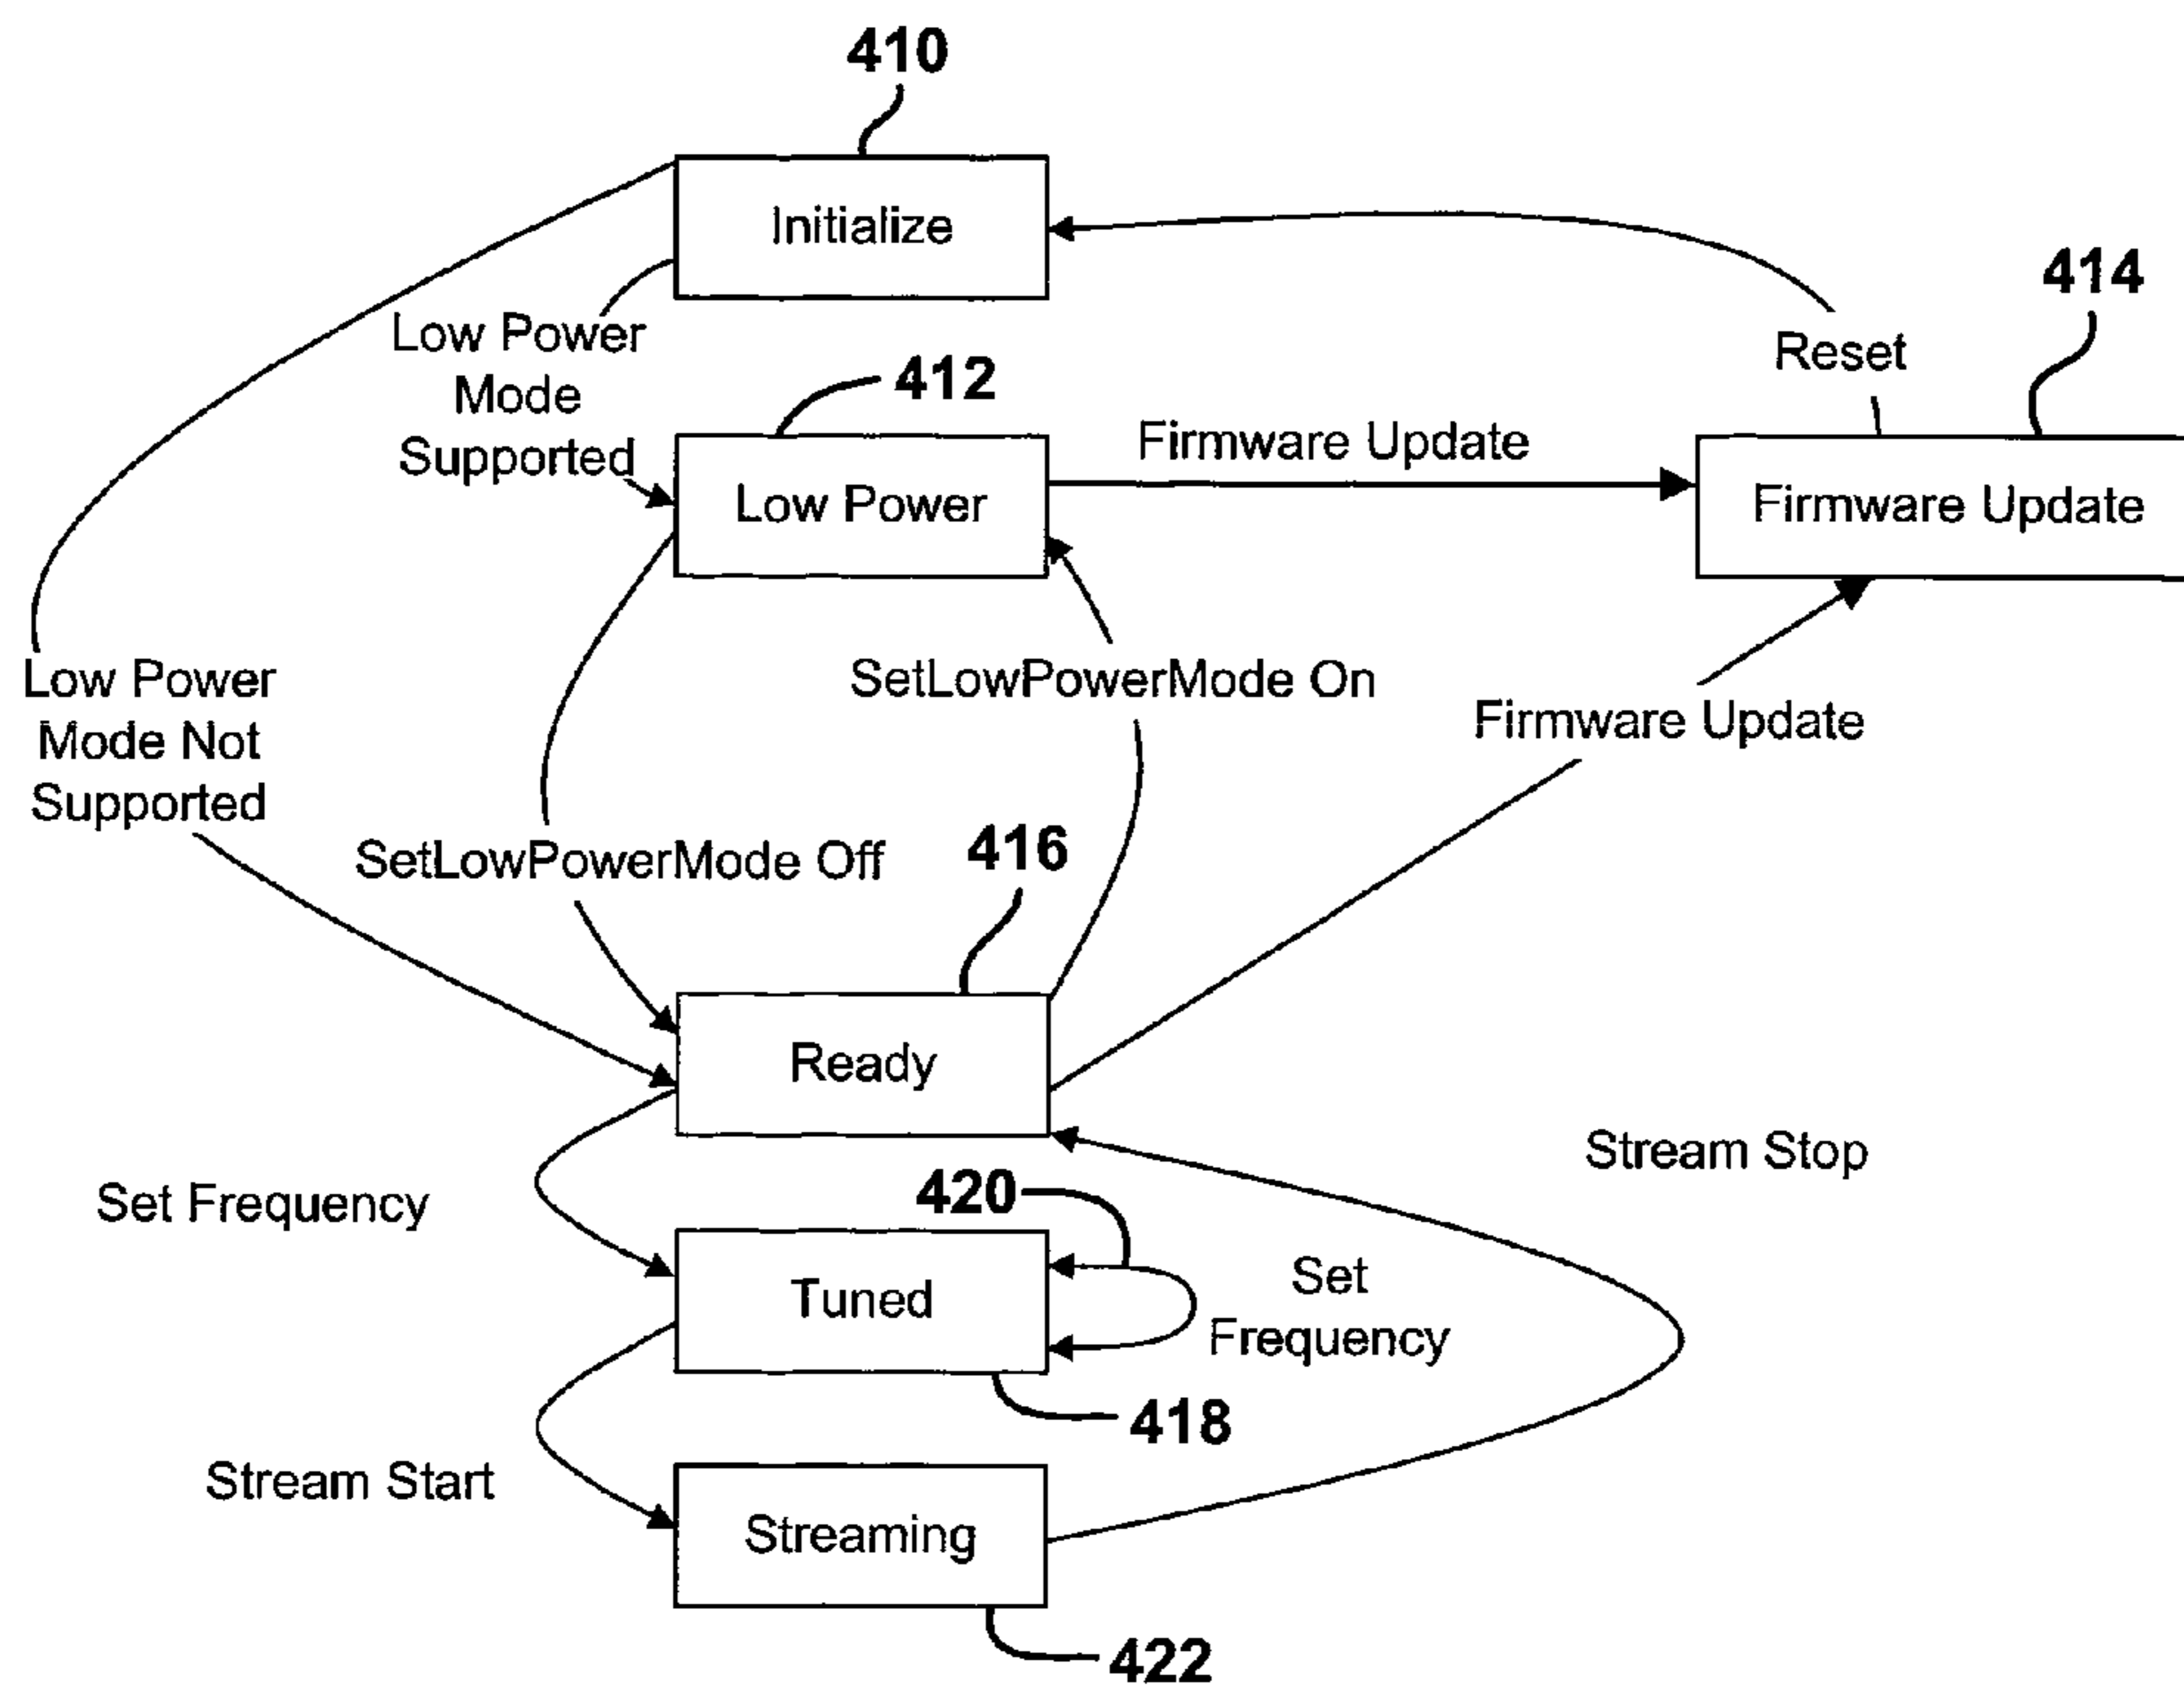 410
Initialize
414
Low Power
Mode
Supported
Reset
412
Firmware Update
Low Power
Firmware Update
Low Power
Mode Not
Supported
SetLowPowerMode On
Firmware Update
SetLowPowerMode Off
416
Ready
Stream Stop
Set Frequency
420
Tuned
Set
Frequency
418
Stream Start
Streaming
422